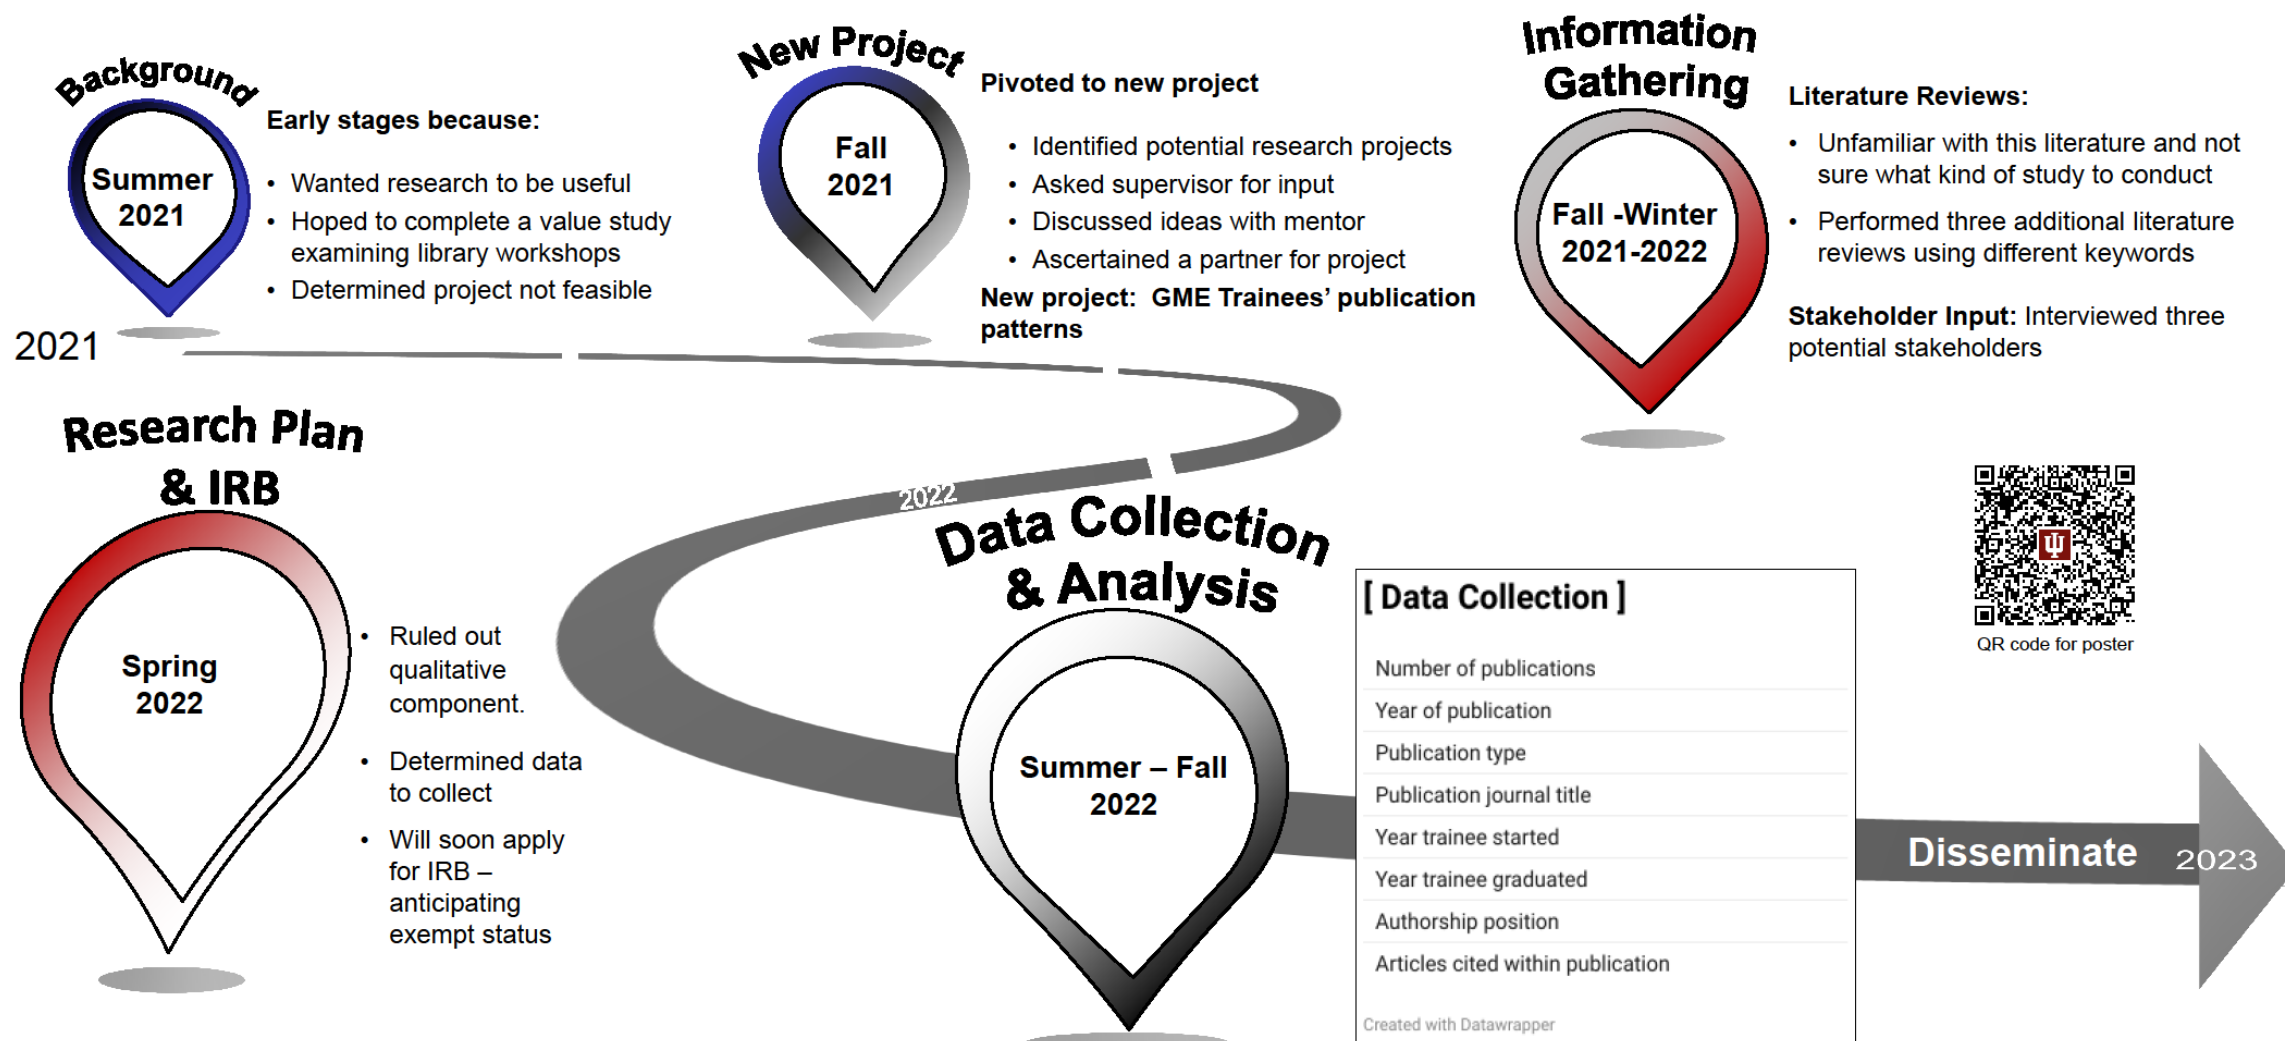 Background
Summer
2021
Early stages because:
• Wanted research to be useful
• Hoped to complete a value study
examining library workshops
• Determined project not feasible
New Project
Fall
2021
Pivoted to new project
• Identified potential research projects
• Asked supervisor for input
• Discussed ideas with mentor
• Ascertained a partner for project
New project:  GME Trainees’ publication
patterns
Information
Gathering
Fall -Winter
2021-2022
Literature Reviews:
• Unfamiliar with this literature and not
sure what kind of study to conduct
• Performed three additional literature
reviews using different keywords
Stakeholder Input: Interviewed three
potential stakeholders
2021
2022
Research Plan
& IRB
Spring
2022
• Ruled out
qualitative
component.
• Determined data
to collect
• Will soon apply
for IRB –
anticipating
exempt status
Data Collection
& Analysis
Summer – Fall
2022
[ Data Collection ]
Number of publications
Year of publication
Publication type
Publication journal title
Year trainee started
Year trainee graduated
Authorship position
Articles cited within publication
Created with Datawrapper
QR code for poster
Disseminate
2023